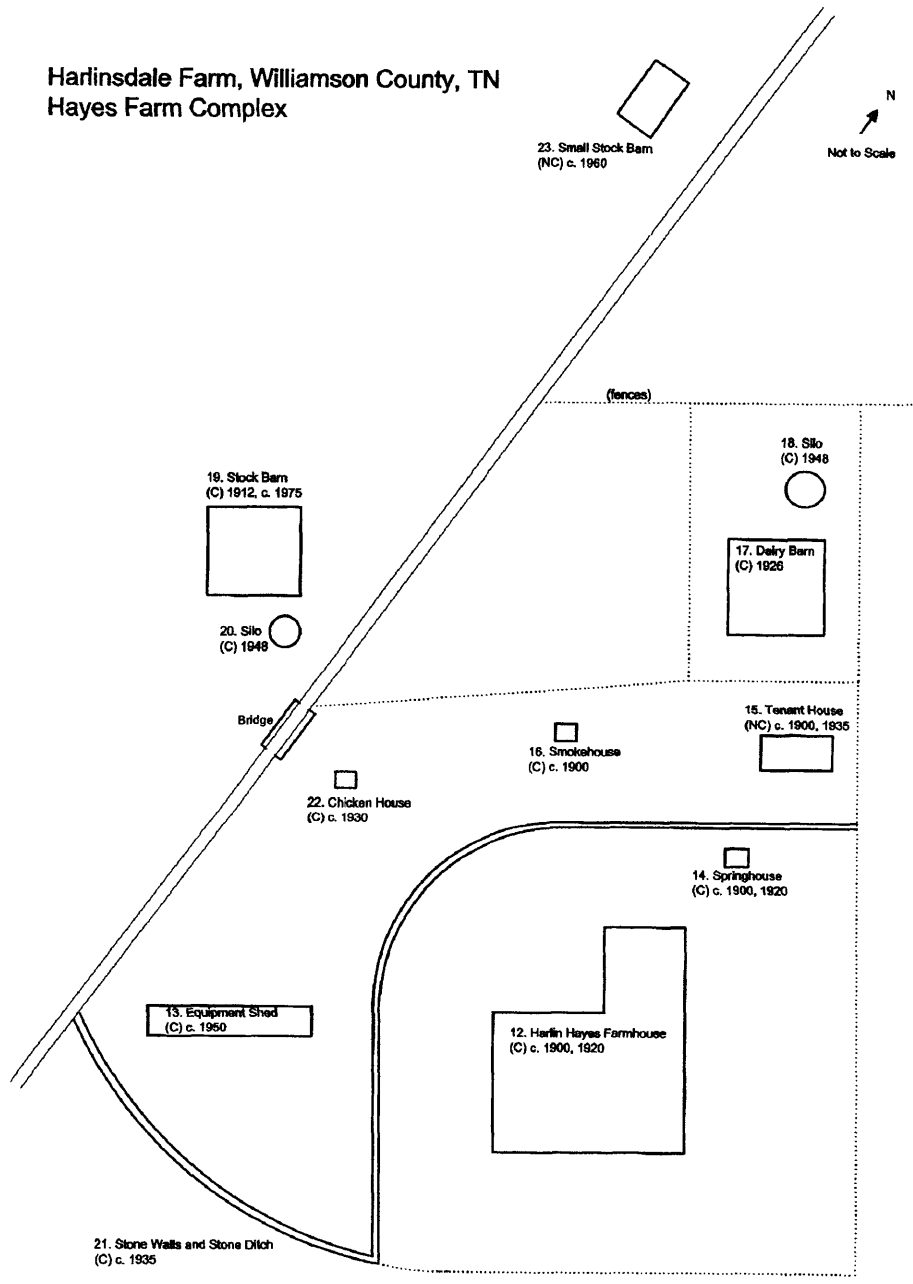 Harlinsdale Farm, Williamson County, TN
Hayes Farm Complex
N
Not to Scale
23. Small Stock Barn
(NC) c. 1960
(fences)
18. Silo
(C) 1948
19. Stock Barn
(C) 1912, c. 1975
17. Dairy Barn
(C) 1926
20. Silo
(C) 1948
Bridge
15. Tenant House
(NC) c. 1900, 1935
16. Smokehouse
(C) c. 1900
22. Chicken House
(C) c. 1930
14. Springhouse
(C) c. 1900, 1920
13. Equipment Shed
(C) c. 1950
12. Harlin Hayes Farmhouse
(C) c. 1900, 1920
21. Stone Walls and Stone Ditch
(C) c. 1935